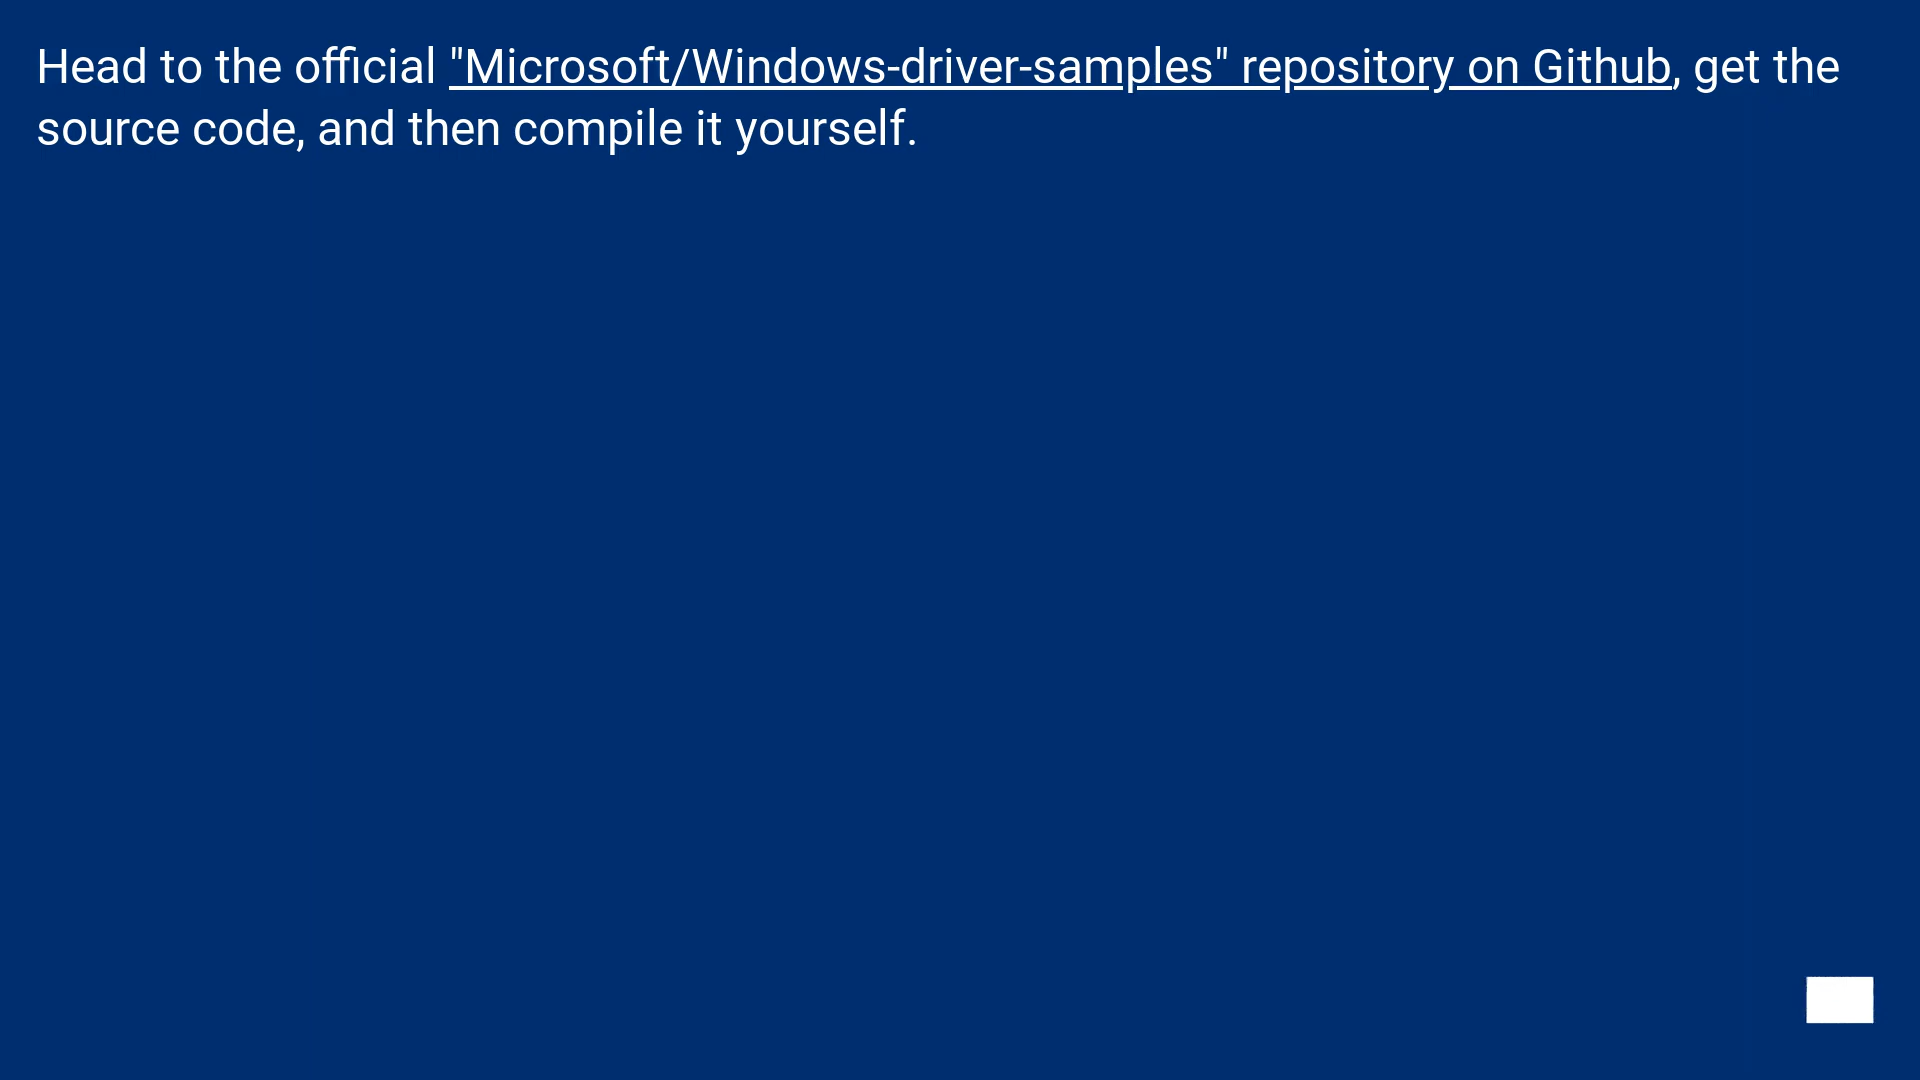 Head to the official "Microsoft/Windows-driver-samples" repository on Github, get the
source code, and then compile it yourself.